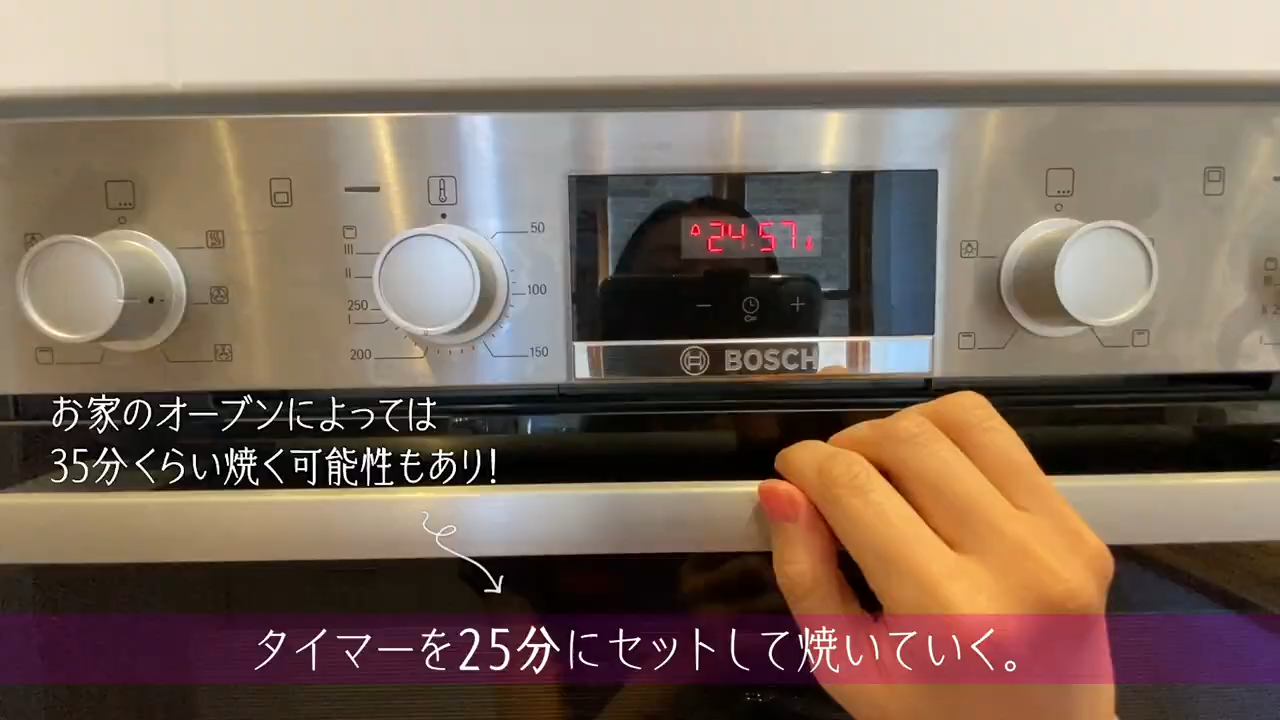 50
100
150
200
250
I
II
III
24:57
BOSCH
お家のオーブンによっては
35分くらい焼く可能性もあり!
タイマーを25分にセットして焼いていく。